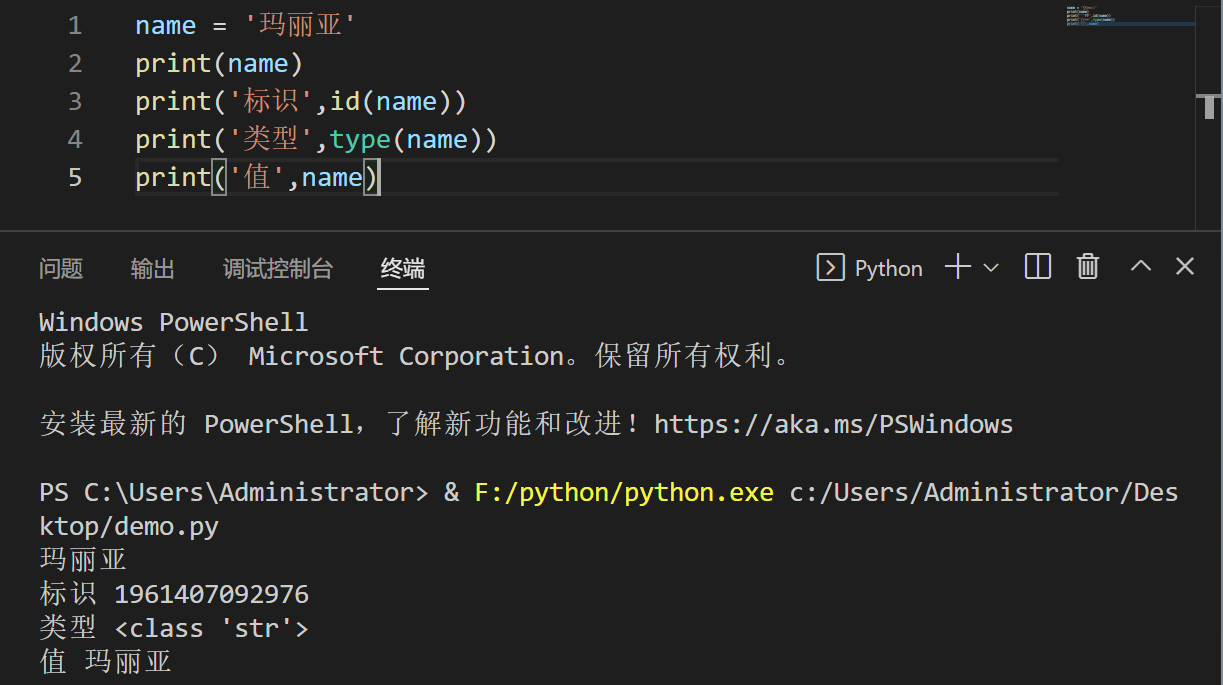 1 name = '玛丽亚'
2 print(name)
3 print('标识',id(name))
4 print('类型',type(name))
5 print('值',name)
问题 输出 调试控制台 终端 Python
Windows PowerShell
版权所有（C） Microsoft Corporation。保留所有权利。
安装最新的 PowerShell，了解新功能和改进！https://aka.ms/PSWindows
PS C:\Users\Administrator> & F:/python/python.exe c:/Users/Administrator/Des
ktop/demo.py
玛丽亚
标识 1961407092976
类型 <class 'str'>
值 玛丽亚